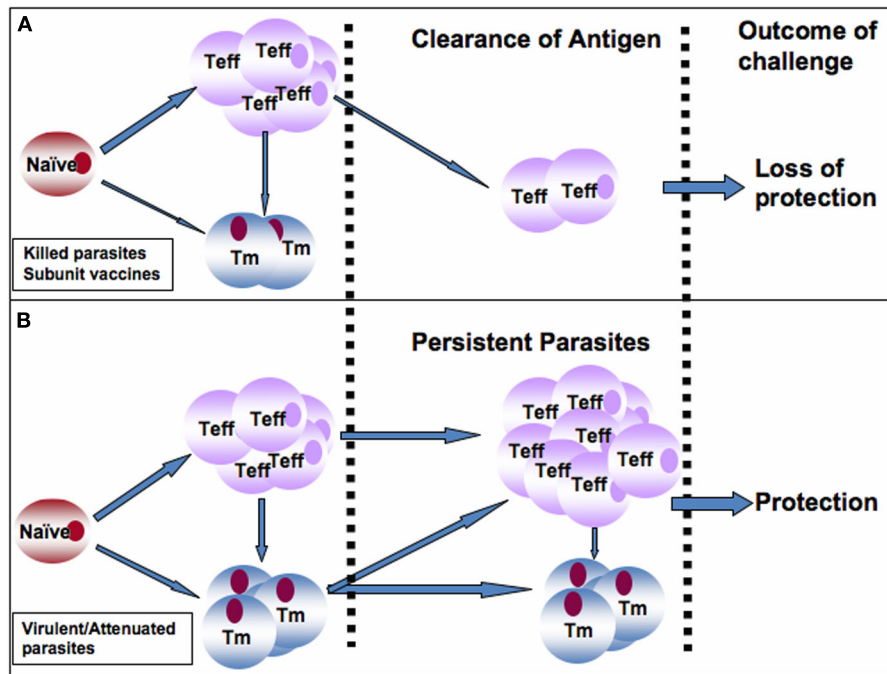 A
Clearance of Antigen
Outcome of
challenge
Teff
Teff
Teff
Teff
Naïve
Teff
Teff
Loss of
protection
Tm
Tm
Killed parasites
Subunit vaccines
B
Persistent Parasites
Teff
Teff
Teff
Teff
Teff
Teff
Teff
Teff
Teff
Teff
Teff
Naïve
Protection
Tm
Tm
Tm
Tm
Virulent/Attenuated
parasites